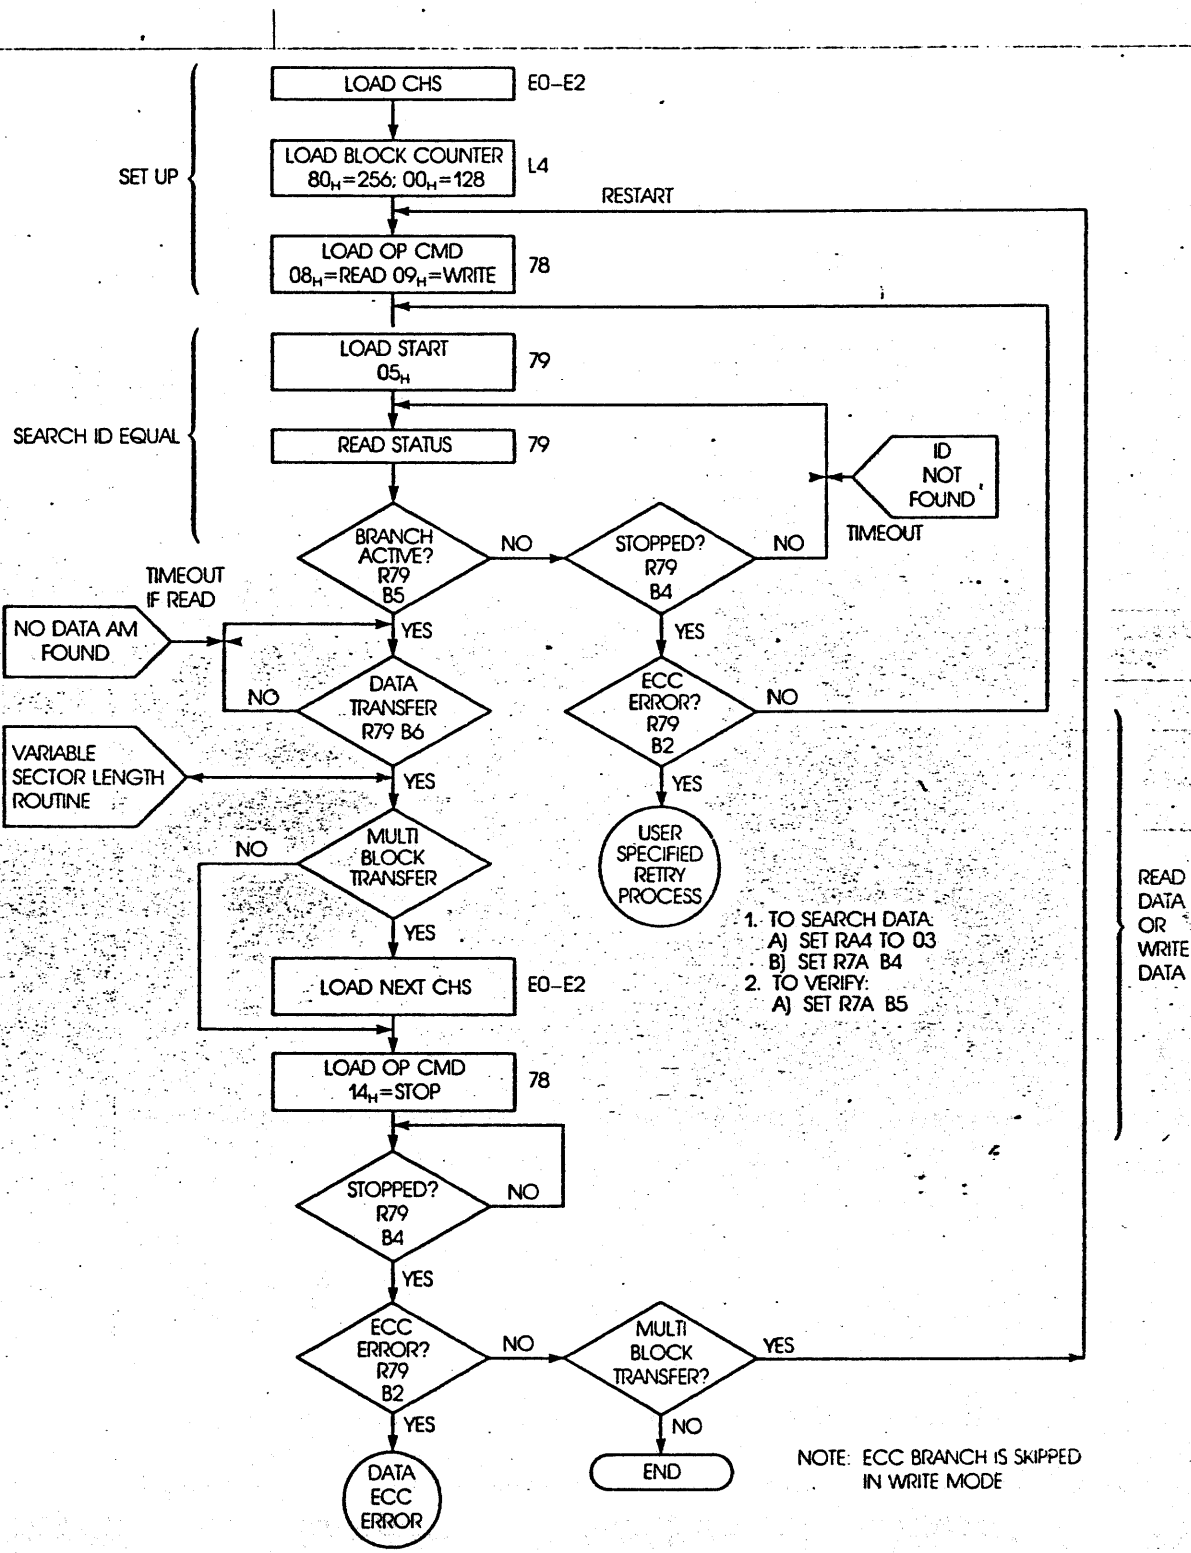 LOAD CHS
E0-E2
SET UP
LOAD BLOCK COUNTER
80H=256; 00H=128
L4
RESTART
LOAD OP CMD
08H=READ 09H=WRITE
78
LOAD START
05H
79
SEARCH ID EQUAL
READ STATUS
79
ID
NOT
FOUND
TIMEOUT
BRANCH
ACTIVE?
R79
B5
NO
STOPPED?
R79
B4
NO
TIMEOUT
IF READ
YES
YES
NO DATA AM
FOUND
NO
DATA
TRANSFER
R79 B6
ECC
ERROR?
R79
B2
NO
VARIABLE
SECTOR LENGTH
ROUTINE
YES
YES
NO
MULTI
BLOCK
TRANSFER
USER
SPECIFIED
RETRY
PROCESS
READ
DATA
OR
WRITE
DATA
YES
1. TO SEARCH DATA:
A) SET RA4 TO 03
B) SET R7A B4
2. TO VERIFY:
A) SET R7A B5
LOAD NEXT CHS
E0-E2
LOAD OP CMD
14H=STOP
78
STOPPED?
R79
B4
NO
YES
ECC
ERROR?
R79
B2
NO
MULTI
BLOCK
TRANSFER?
YES
YES
NO
DATA
ECC
ERROR
END
NOTE: ECC BRANCH IS SKIPPED
IN WRITE MODE